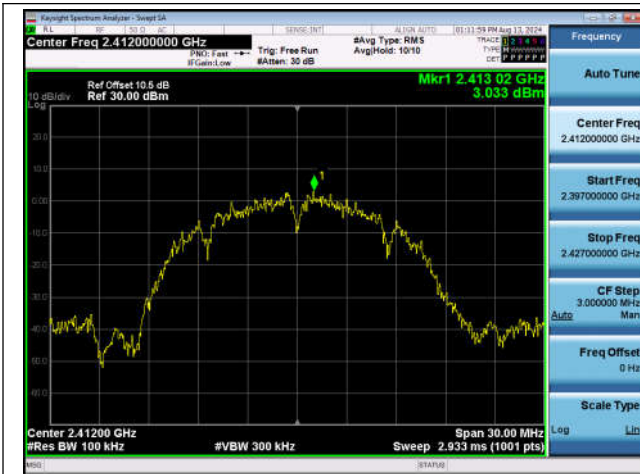 Keysight Spectrum Analyzer - Swept SA
RL RF 50 Ω AC SENSE:INT ALIGN AUTO 01:11:59 PM Aug 13, 2024
Center Freq 2.412000000 GHz
PNO: Fast
IFGain:Low
Trig: Free Run
#Atten: 30 dB
#Avg Type: RMS
Avg|Hold: 10/10
TRACE 1 2 3 4 5 6
TYPE
DET P P P P P P
Ref Offset 10.5 dB
Ref 30.00 dBm
10 dB/div
Log
Mkr1 2.413 02 GHz
3.033 dBm
20.0
10.0
0.00
-10.0
-20.0
-30.0
-40.0
-50.0
-60.0
1
Center 2.41200 GHz
#Res BW 100 kHz
#VBW 300 kHz
Span 30.00 MHz
Sweep 2.933 ms (1001 pts)
MSG
STATUS
Frequency
Auto Tune
Center Freq
2.412000000 GHz
Start Freq
2.397000000 GHz
Stop Freq
2.427000000 GHz
CF Step
3.000000 MHz
Auto Man
Freq Offset
0 Hz
Scale Type
Log Lin